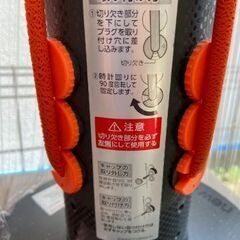 ①切り欠き部分
を下にして
プラグを取り
付け穴に差
し込みます。
切り欠き
②時計回りに
90度回転して
固定します。
注意
切り欠き部分を必ず
左側にして使用する
キャップの
取り外し方
キャップの
取り付け方